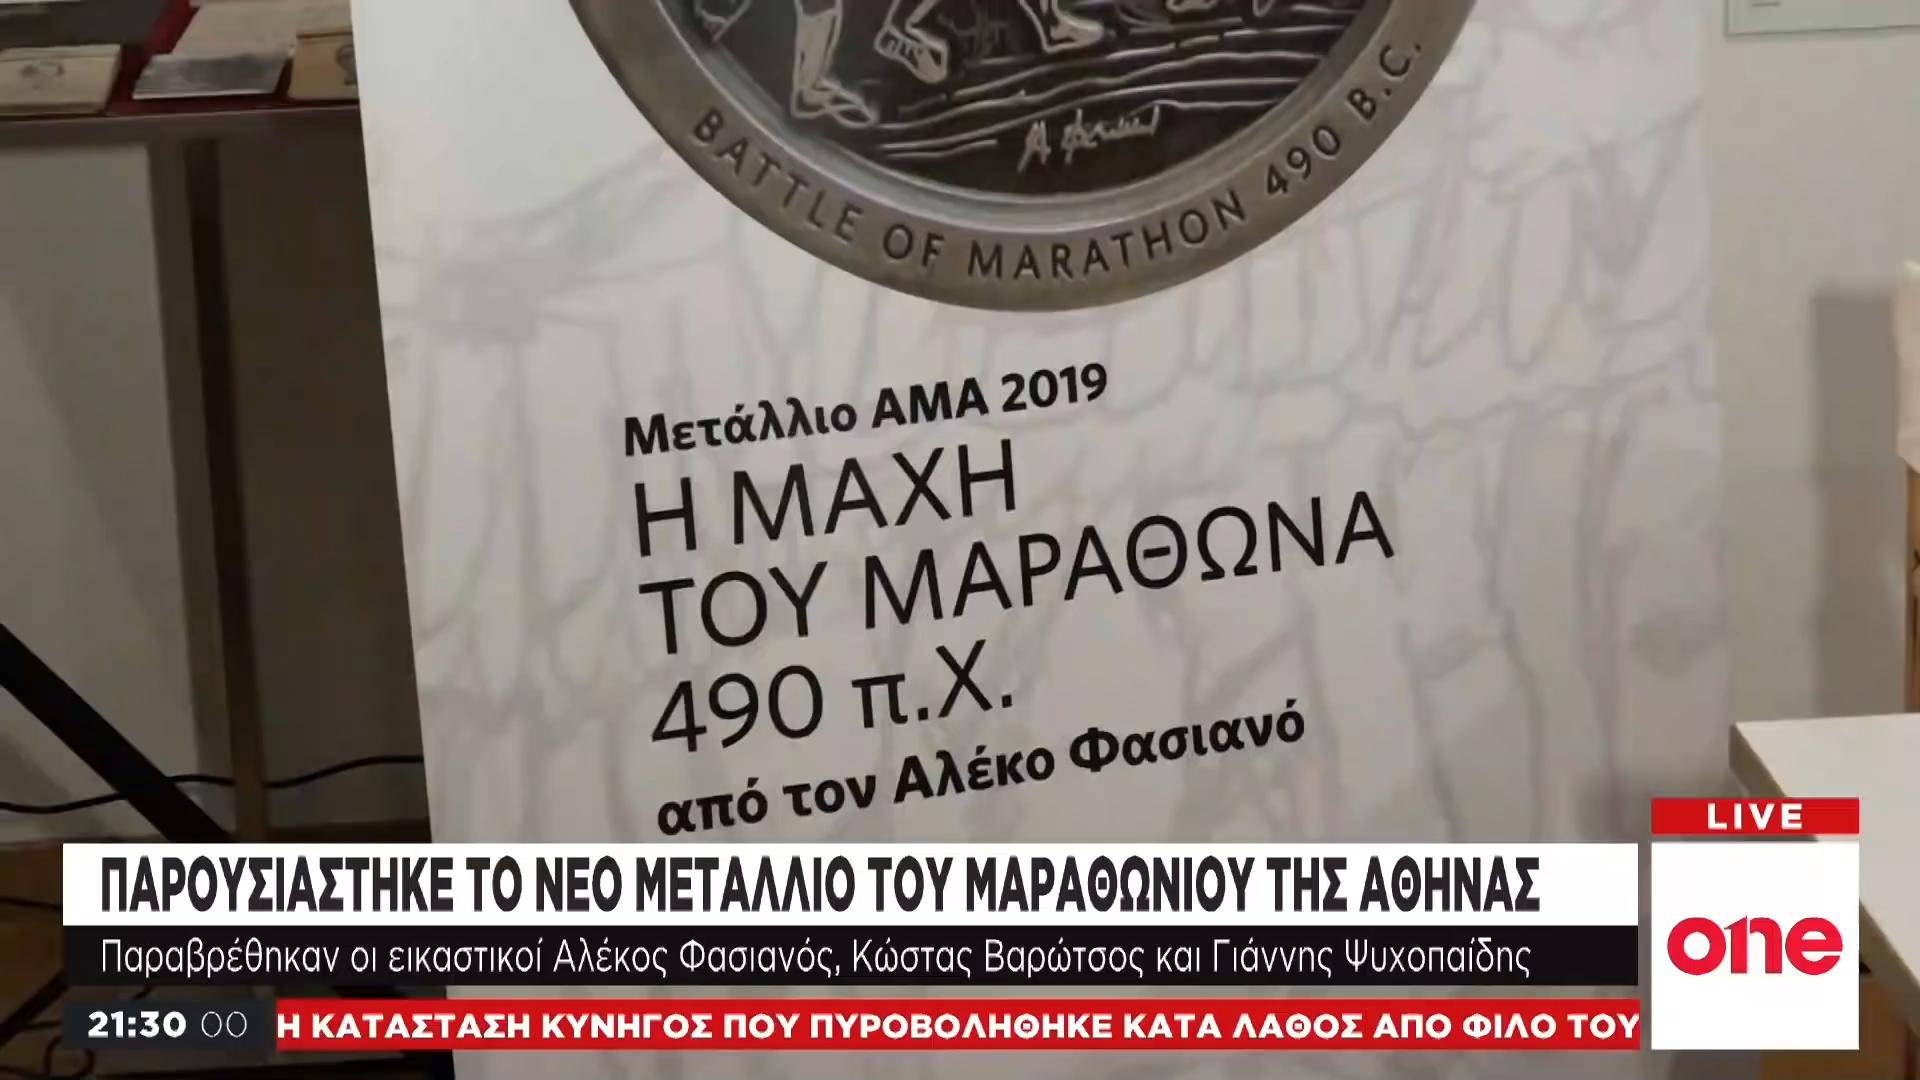 BATTLE OF MARATHON 490 B.C.
Μετάλλιο ΑΜΑ 2019
Η ΜΑΧΗ
ΤΟΥ ΜΑΡΑΘΩΝΑ
490 π.Χ.
από τον Αλέκο Φασιανό
LIVE
ΠΑΡΟΥΣΙΑΣΤΗΚΕ ΤΟ ΝΕΟ ΜΕΤΑΛΛΙΟ ΤΟΥ ΜΑΡΑΘΩΝΙΟΥ ΤΗΣ ΑΘΗΝΑΣ
Παραβρέθηκαν οι εικαστικοί Αλέκος Φασιανός, Κώστας Βαρώτσος και Γιάννης Ψυχοπαίδης
one
21:30 00
Η ΚΑΤΑΣΤΑΣΗ ΚΥΝΗΓΟΣ ΠΟΥ ΠΥΡΟΒΟΛΗΘΗΚΕ ΚΑΤΑ ΛΑΘΟΣ ΑΠΟ ΦΙΛΟ ΤΟΥ